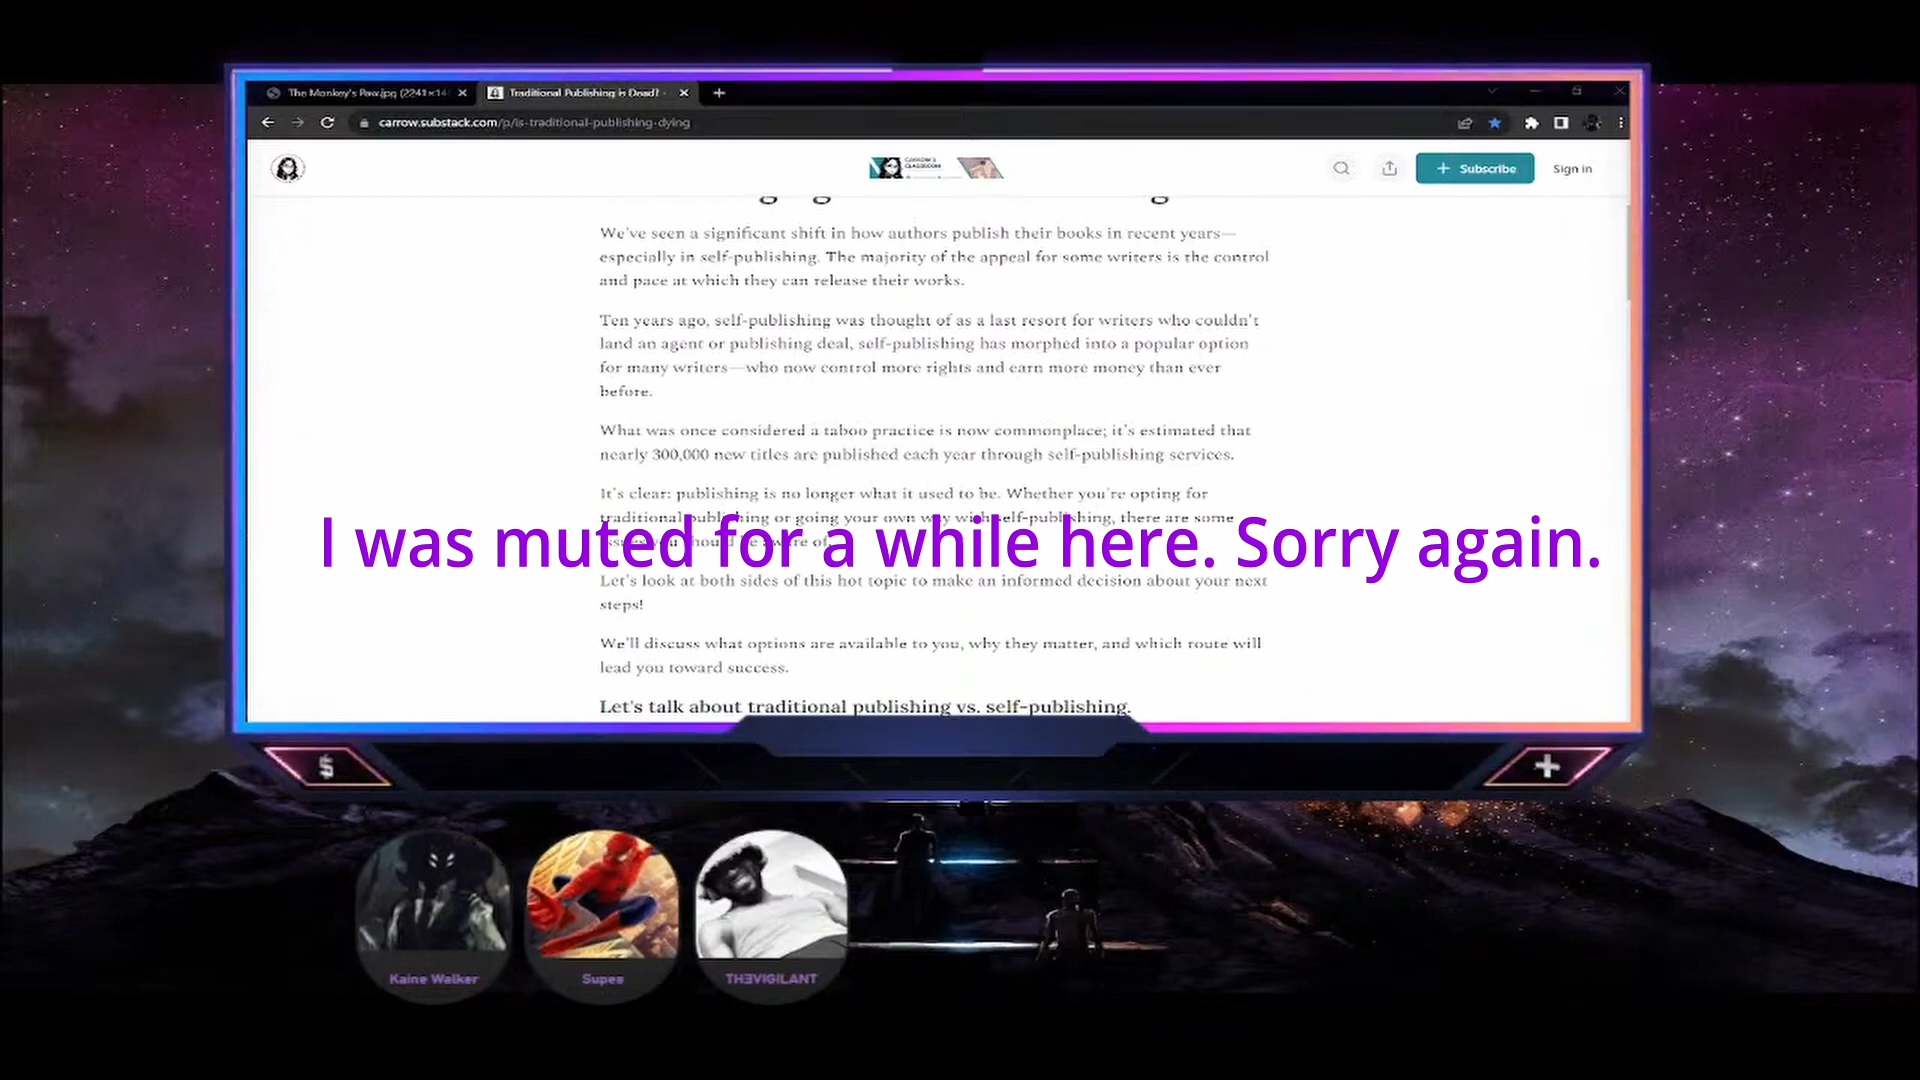 The Monkey's Paw.jpg (2241×14
Traditional Publishing is Dead? -
carrow.substack.com/p/is-traditional-publishing-dying
CARROW'S
CLASSROOM
Subscribe
Sign in
We've seen a significant shift in how authors publish their books in recent years—
especially in self-publishing. The majority of the appeal for some writers is the control
and pace at which they can release their works.
Ten years ago, self-publishing was thought of as a last resort for writers who couldn't
land an agent or publishing deal, self-publishing has morphed into a popular option
for many writers—who now control more rights and earn more money than ever
before.
What was once considered a taboo practice is now commonplace; it's estimated that
nearly 300,000 new titles are published each year through self-publishing services.
It's clear: publishing is no longer what it used to be. Whether you're opting for
traditional publishing or going your own way with self-publishing, there are some
issues you should be aware of.
I was muted for a while here. Sorry again.
Let's look at both sides of this hot topic to make an informed decision about your next
steps!
We'll discuss what options are available to you, why they matter, and which route will
lead you toward success.
Let's talk about traditional publishing vs. self-publishing.
$
Kaine Walker
Supes
THƎVIGILANT